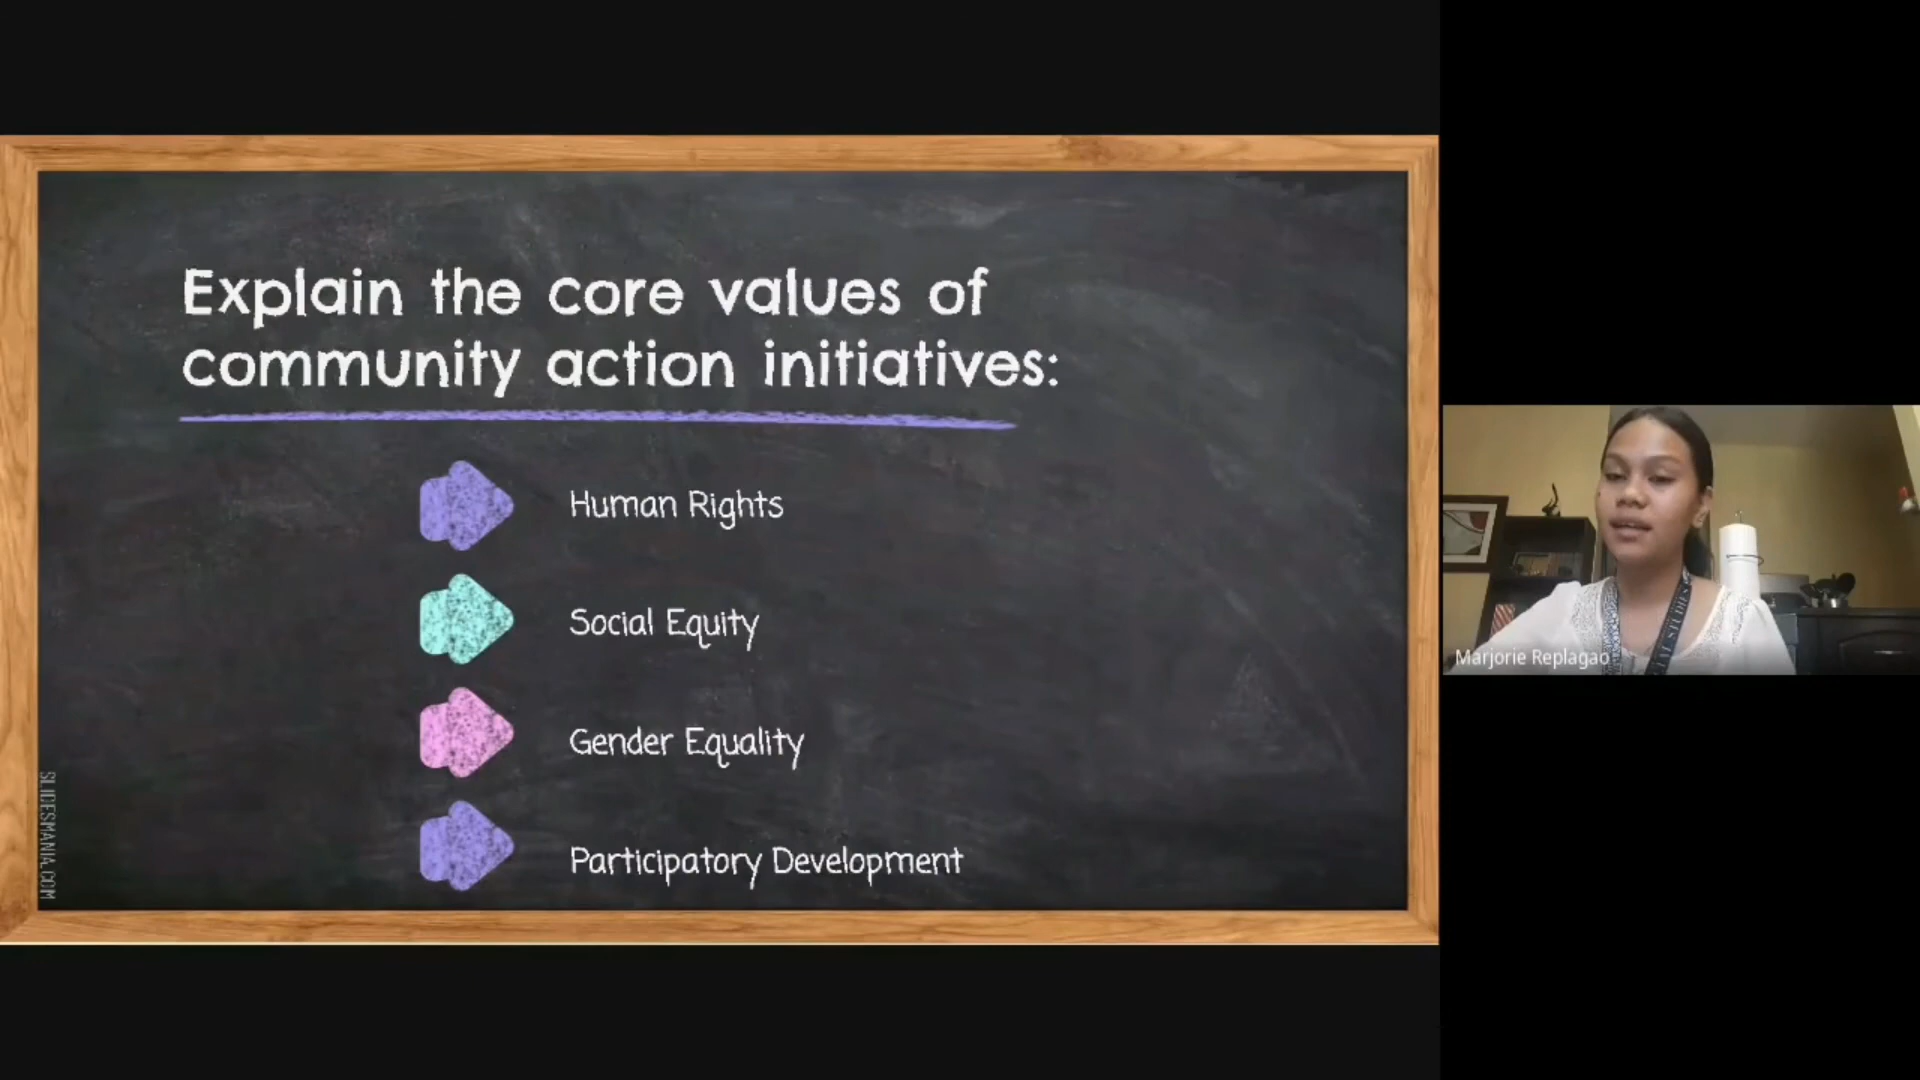 Explain the core values of
community action initiatives:
Human Rights
Social Equity
Gender Equality
Participatory Development
SLIDESMANIA.COM
Marjorie Replagao